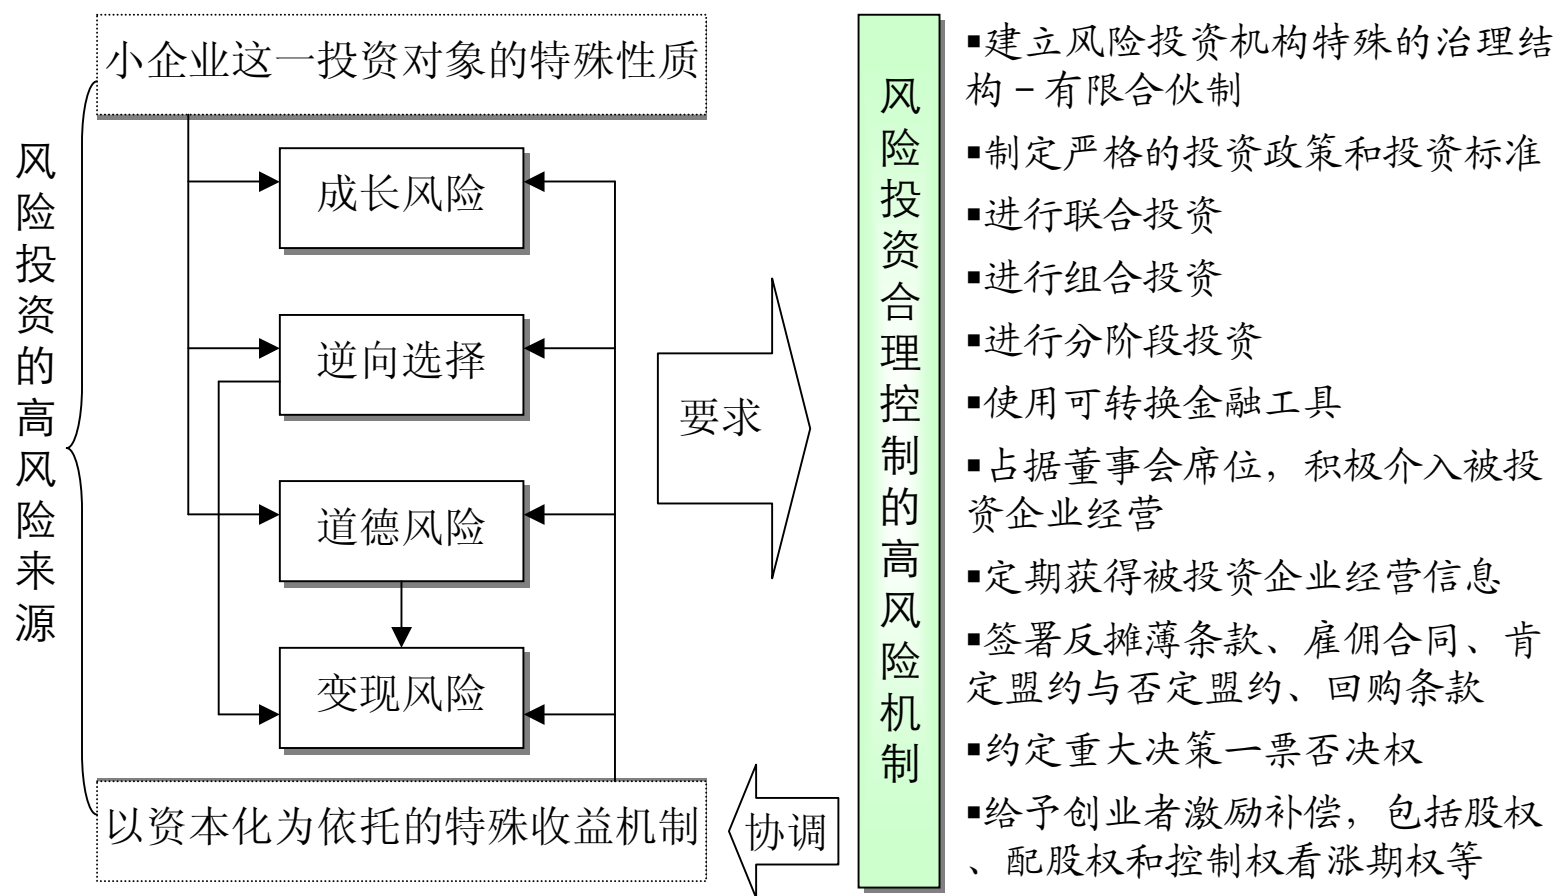 风险投资的高风险来源
小企业这一投资对象的特殊性质
成长风险
逆向选择
道德风险
变现风险
以资本化为依托的特殊收益机制
要求
协调
风险投资合理控制的高风险机制
▪建立风险投资机构特殊的治理结
构－有限合伙制
▪制定严格的投资政策和投资标准
▪进行联合投资
▪进行组合投资
▪进行分阶段投资
▪使用可转换金融工具
▪占据董事会席位，积极介入被投
资企业经营
▪定期获得被投资企业经营信息
▪签署反摊薄条款、雇佣合同、肯
定盟约与否定盟约、回购条款
▪约定重大决策一票否决权
▪给予创业者激励补偿，包括股权
、配股权和控制权看涨期权等